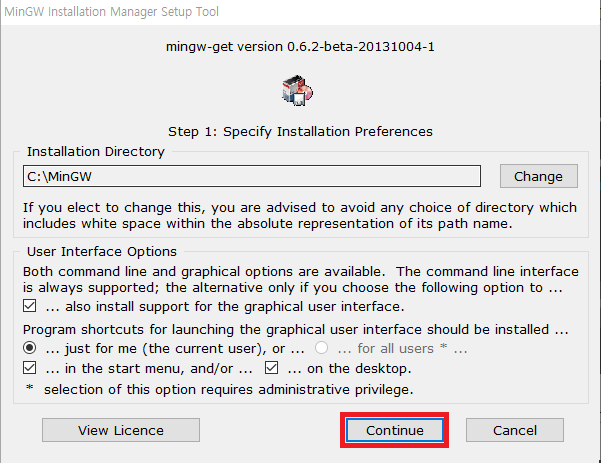 MinGW Installation Manager Setup Tool
mingw-get version 0.6.2-beta-20131004-1
Step 1: Specify Installation Preferences
Installation Directory
C:\MinGW
Change
If you elect to change this, you are advised to avoid any choice of directory which
includes white space within the absolute representation of its path name.
User Interface Options
Both command line and graphical options are available. The command line interface
is always supported; the alternative only if you choose the following option to ...
... also install support for the graphical user interface.
Program shortcuts for launching the graphical user interface should be installed ...
... just for me (the current user), or ... ... for all users * ...
... in the start menu, and/or ... ... on the desktop.
* selection of this option requires administrative privilege.
View Licence Continue Cancel